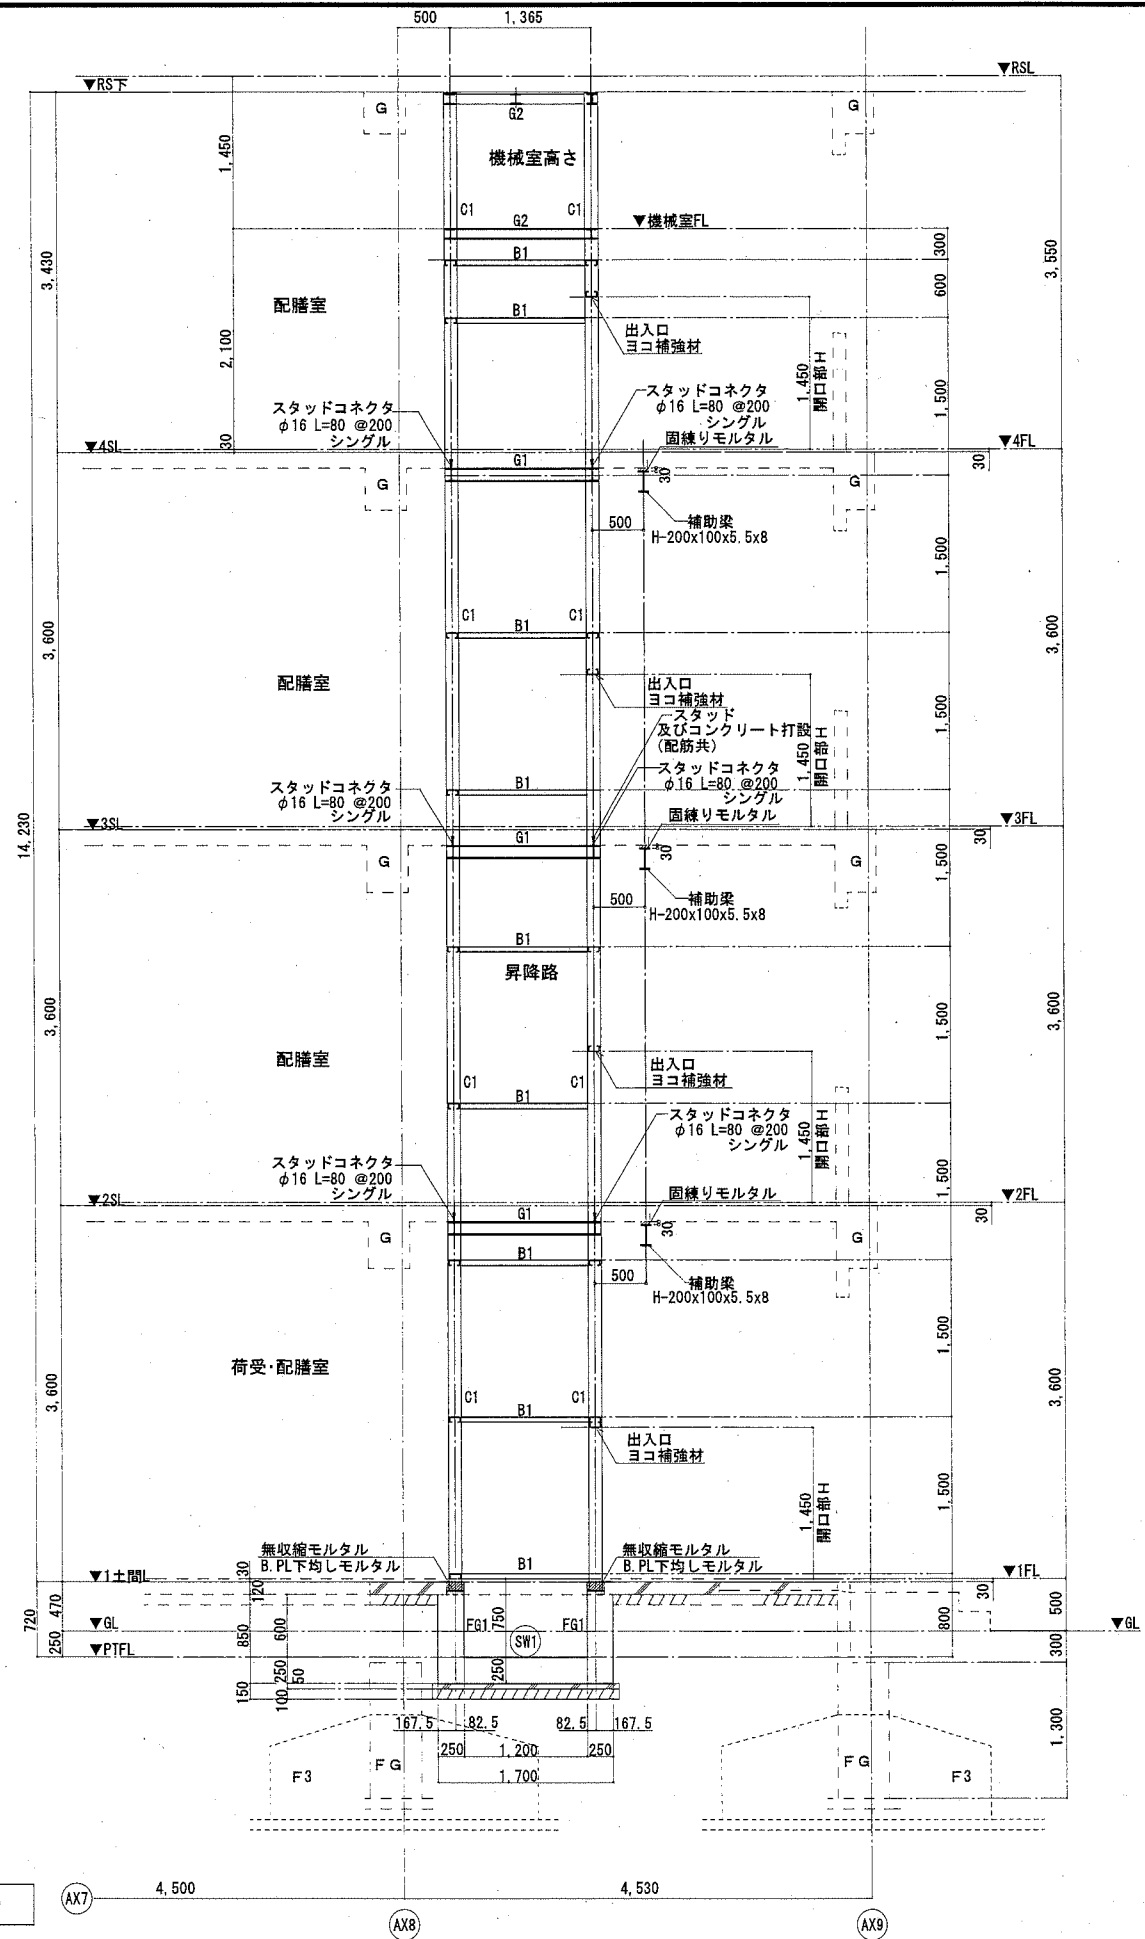 500
1,365
▼RS下
▼RSL
G
G2
G
1,450
機械室高さ
C1
C1
G2
▼機械室FL
B1
300
3,430
3,550
600
配膳室
B1
出入口
ヨコ補強材
2,100
1,450
開口部H
1,500
スタッドコネクタ
φ16 L=80 @200
シングル
スタッドコネクタ
φ16 L=80 @200
シングル
固練りモルタル
30
▼4SL
▼4FL
G1
30
30
G
G
500
補助梁
H-200x100x5.5x8
1,500
C1
C1
B1
3,600
3,600
配膳室
出入口
ヨコ補強材
スタッド
及びコンクリート打設
(配筋共)
1,450
開口部H
1,500
スタッドコネクタ
φ16 L=80 @200
シングル
B1
スタッドコネクタ
φ16 L=80 @200
シングル
固練りモルタル
14,230
▼3SL
▼3FL
G1
30
30
G
G
1,500
500
補助梁
H-200x100x5.5x8
B1
昇降路
3,600
1,500
3,600
配膳室
出入口
ヨコ補強材
C1
C1
B1
スタッドコネクタ
φ16 L=80 @200
シングル
1,450
開口部H
スタッドコネクタ
φ16 L=80 @200
シングル
1,500
固練りモルタル
▼2SL
▼2FL
G1
30
30
G
G
B1
500
補助梁
H-200x100x5.5x8
1,500
荷受・配膳室
3,600
3,600
C1
C1
B1
出入口
ヨコ補強材
1,450
開口部H
1,500
無収縮モルタル
B.PL下均しモルタル
無収縮モルタル
B.PL下均しモルタル
B1
▼1土間L
30
▼1FL
120
30
720
470
500
▼GL
850
600
FG1
750
FG1
800
▼GL
SW1
250
▼PTFL
300
250
50
250
150
100
167.5
82.5
82.5
167.5
1,300
250
1,200
250
F3
FG
FG
F3
1,700
AX7
4,500
4,530
AX8
AX9